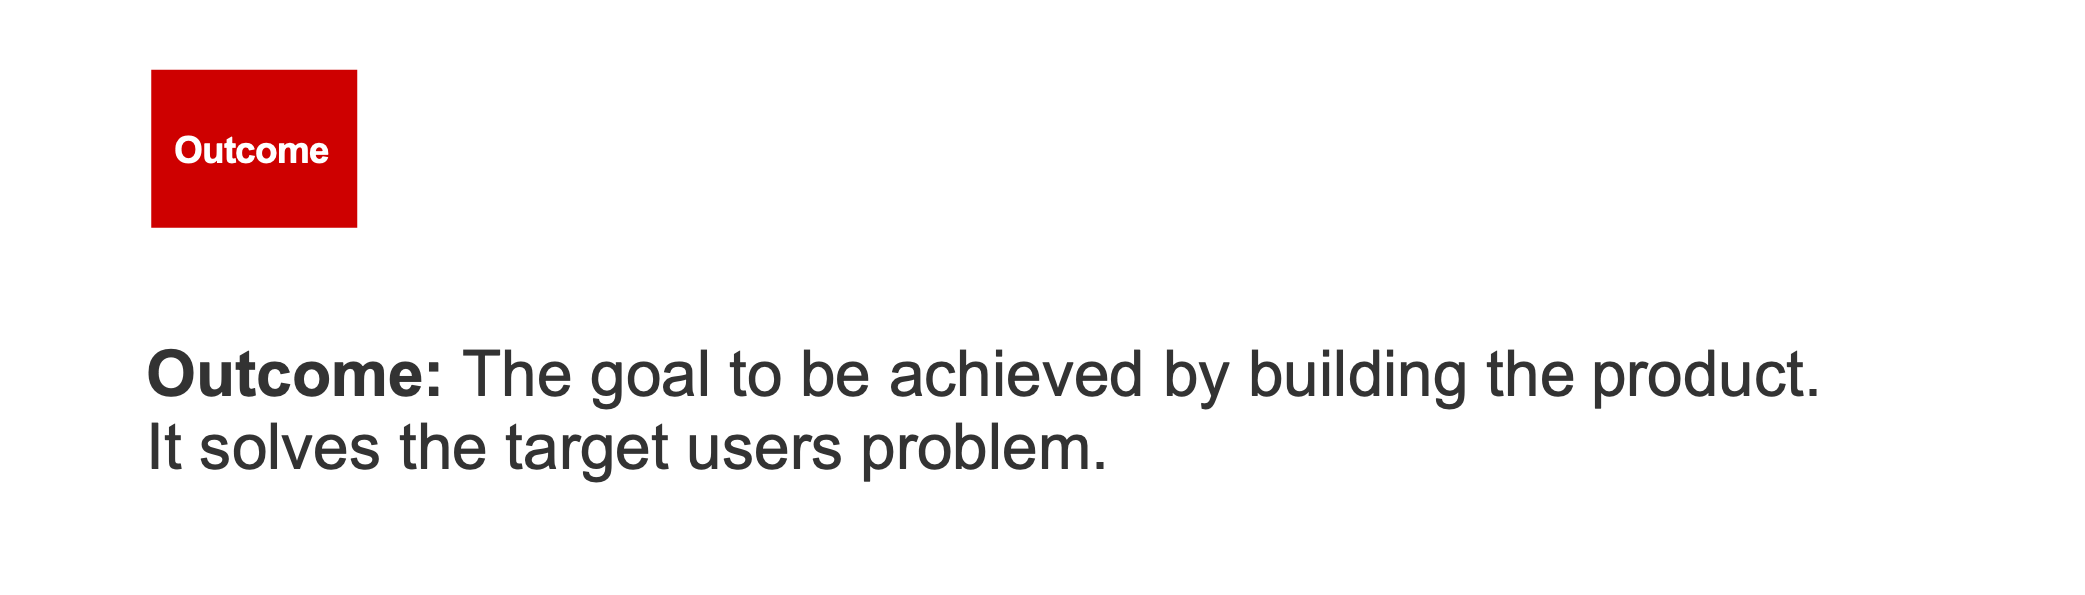 Outcome
Outcome: The goal to be achieved by building the product.
It solves the target users problem.